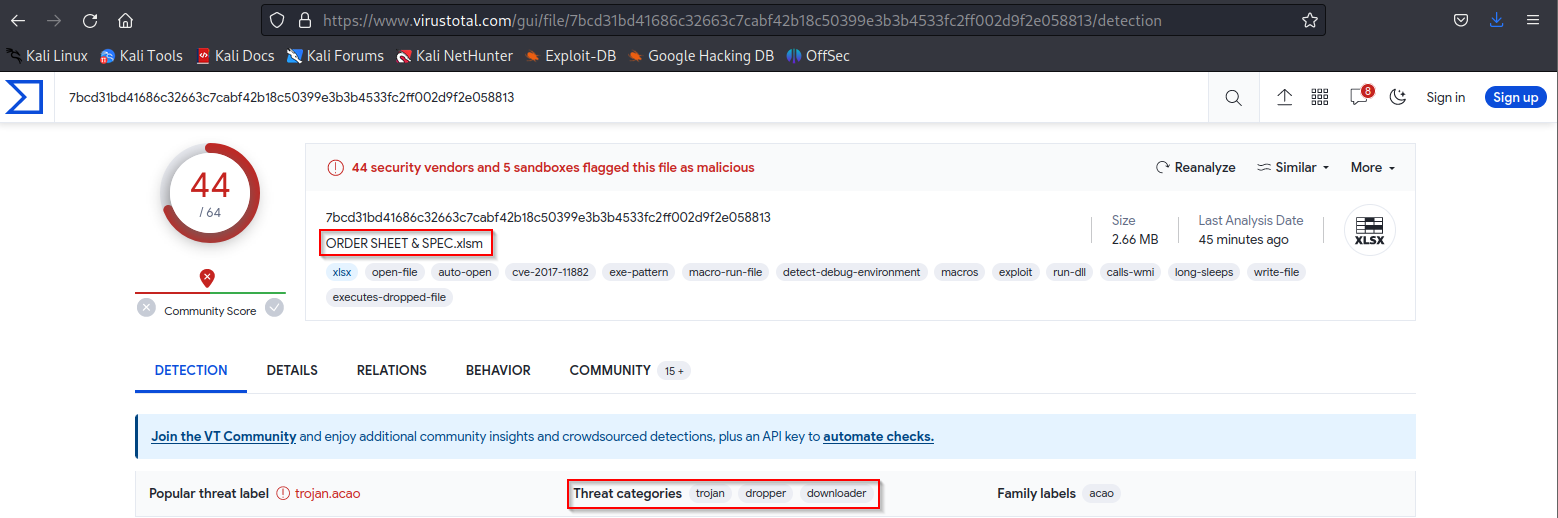 https://www.virustotal.com/gui/file/7bcd31bd41686c32663c7cabf42b18c50399e3b3b4533fc2ff002d9f2e058813/detection
Kali Linux Kali Tools Kali Docs Kali Forums Kali NetHunter Exploit-DB Google Hacking DB OffSec
7bcd31bd41686c32663c7cabf42b18c50399e3b3b4533fc2ff002d9f2e058813 8 Sign in Sign up
44
/ 64
Community Score
44 security vendors and 5 sandboxes flagged this file as malicious Reanalyze Similar More
7bcd31bd41686c32663c7cabf42b18c50399e3b3b4533fc2ff002d9f2e058813
ORDER SHEET & SPEC.xlsm
Size
2.66 MB
Last Analysis Date
45 minutes ago
XLSX
xlsx open-file auto-open cve-2017-11882 exe-pattern macro-run-file detect-debug-environment macros exploit run-dll calls-wmi long-sleeps write-file
executes-dropped-file
DETECTION DETAILS RELATIONS BEHAVIOR COMMUNITY 15 +
Join the VT Community and enjoy additional community insights and crowdsourced detections, plus an API key to automate checks.
Popular threat label trojan.acao Threat categories trojan dropper downloader Family labels acao